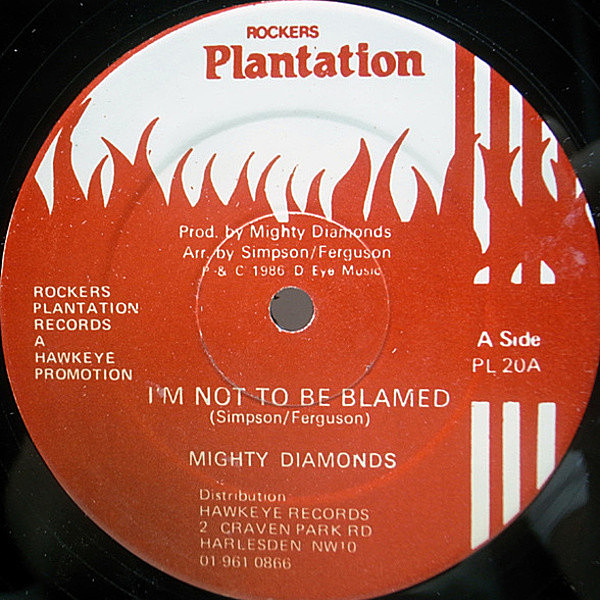 ROCKERS
Plantation
Prod. by Mighty Diamonds
Arr. by Simpson/Ferguson
P & C 1986 D Eye Music
ROCKERS
PLANTATION
RECORDS
A
HAWKEYE
PROMOTION
A Side
PL 20A
I'M NOT TO BE BLAMED
(Simpson/Ferguson)
MIGHTY DIAMONDS
Distribution
HAWKEYE RECORDS
2 CRAVEN PARK RD
HARLESDEN NW10
01 961 0866